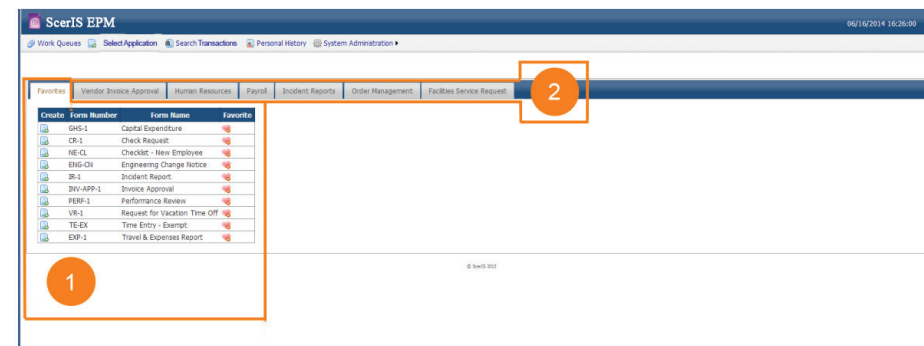 ScerIS EPM
06/16/2014 16:26:00
Work Queues Select Application Search Transactions Personal History System Administration
Favorites Vendor Invoice Approval Human Resources Payroll Incident Reports Order Management Facilities Service Request
2
Create Form Number Form Name Favorite
GHS-1 Capital Expenditure
CR-1 Check Request
NE-CL Checklist - New Employee
ENG-CN Engineering Change Notice
IR-1 Incident Report
INV-APP-1 Invoice Approval
PERF-1 Performance Review
VR-1 Request for Vacation Time Off
TE-EX Time Entry - Exempt
EXP-1 Travel & Expenses Report
© ScerIS 2013
1